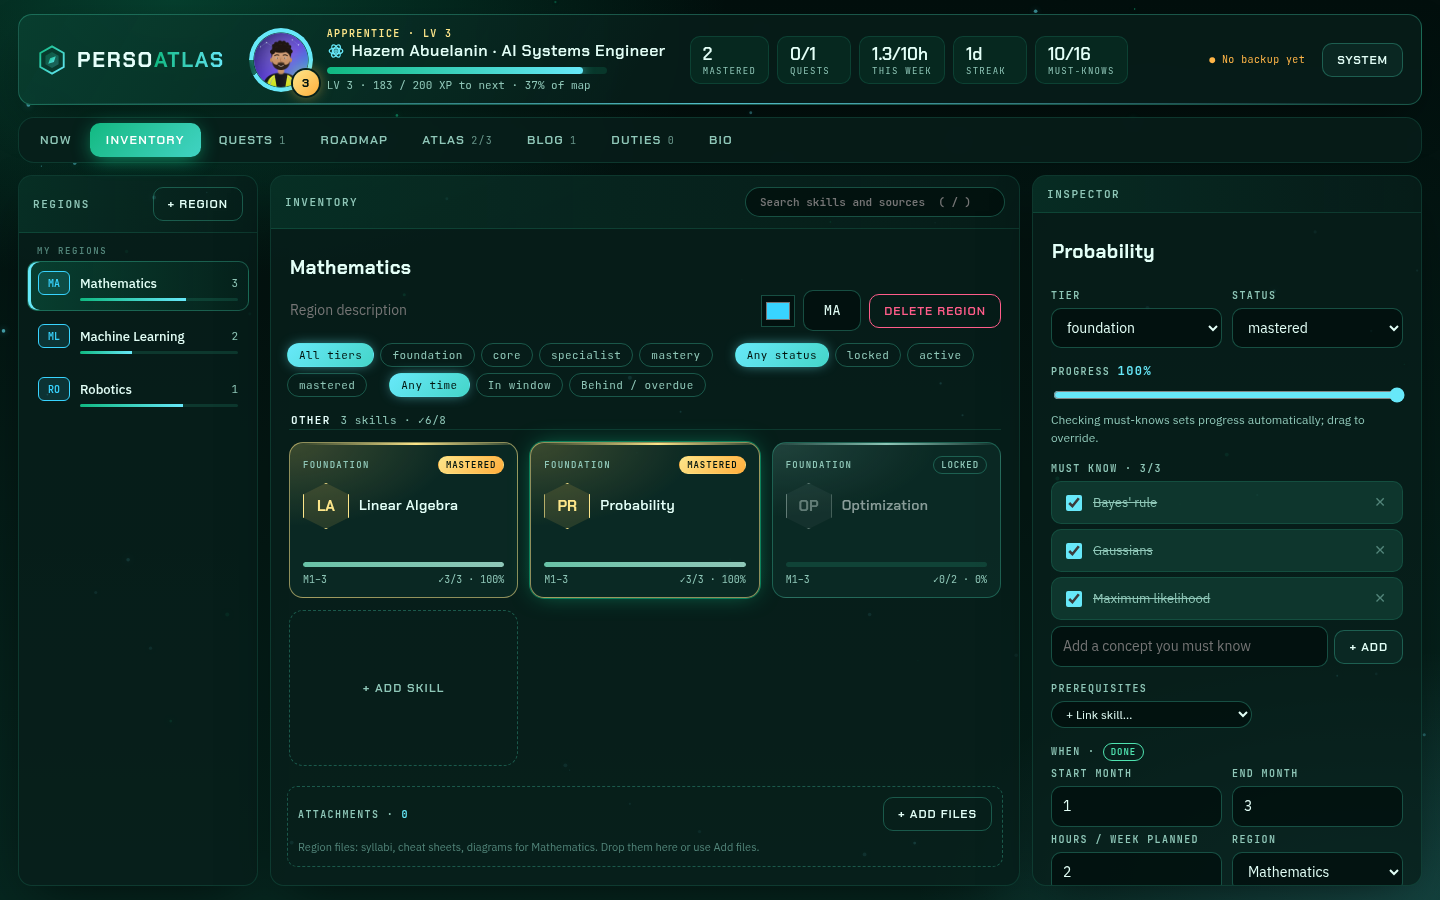 PERSOATLAS
APPRENTICE · LV 3
Hazem Abuelanin · AI Systems Engineer
3
LV 3 · 183 / 200 XP to next · 37% of map
2
MASTERED
0/1
QUESTS
1.3/10h
THIS WEEK
1d
STREAK
10/16
MUST-KNOWS
No backup yet
SYSTEM
NOW
INVENTORY
QUESTS 1
ROADMAP
ATLAS 2/3
BLOG 1
DUTIES 0
BIO
REGIONS
+ REGION
MY REGIONS
MA Mathematics 3
ML Machine Learning 2
RO Robotics 1
INVENTORY
Search skills and sources ( / )
Mathematics
Region description
MA
DELETE REGION
All tiers foundation core specialist mastery Any status locked active
mastered Any time In window Behind / overdue
OTHER 3 skills · ✓6/8
FOUNDATION MASTERED
LA Linear Algebra
M1–3 ✓3/3 · 100%
FOUNDATION MASTERED
PR Probability
M1–3 ✓3/3 · 100%
FOUNDATION LOCKED
OP Optimization
M1–3 ✓0/2 · 0%
+ ADD SKILL
ATTACHMENTS · 0
+ ADD FILES
Region files: syllabi, cheat sheets, diagrams for Mathematics. Drop them here or use Add files.
INSPECTOR
Probability
TIER STATUS
foundation mastered
PROGRESS 100%
Checking must-knows sets progress automatically; drag to
override.
MUST KNOW · 3/3
Bayes' rule ×
Gaussians ×
Maximum likelihood ×
Add a concept you must know + ADD
PREREQUISITES
+ Link skill...
WHEN · DONE
START MONTH END MONTH
1 3
HOURS / WEEK PLANNED REGION
2 Mathematics